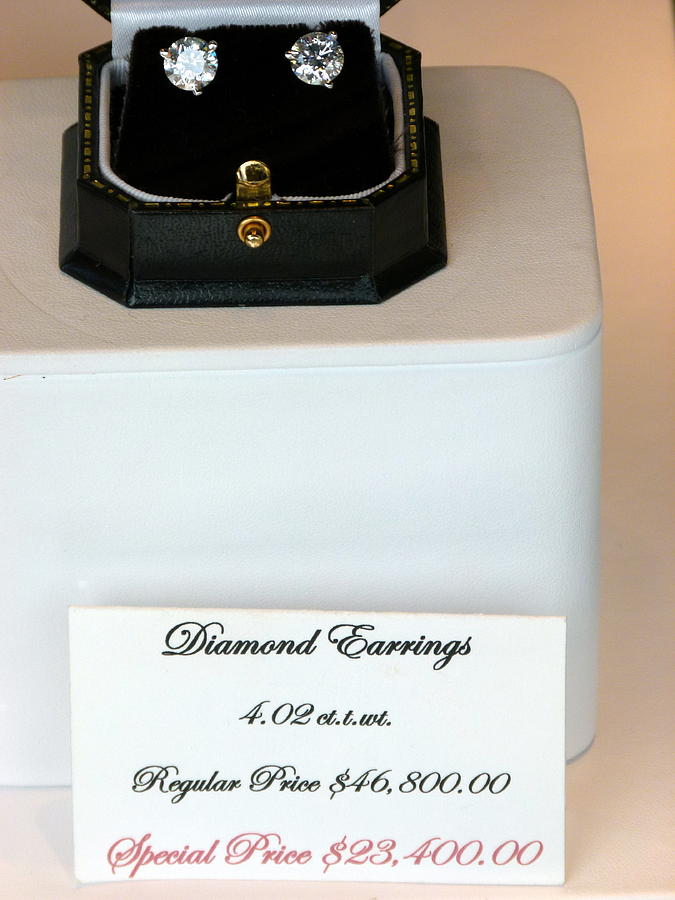 Diamond Earrings
4.02 ct.t.wt.
Regular Price $46,800.00
Special Price $23,400.00